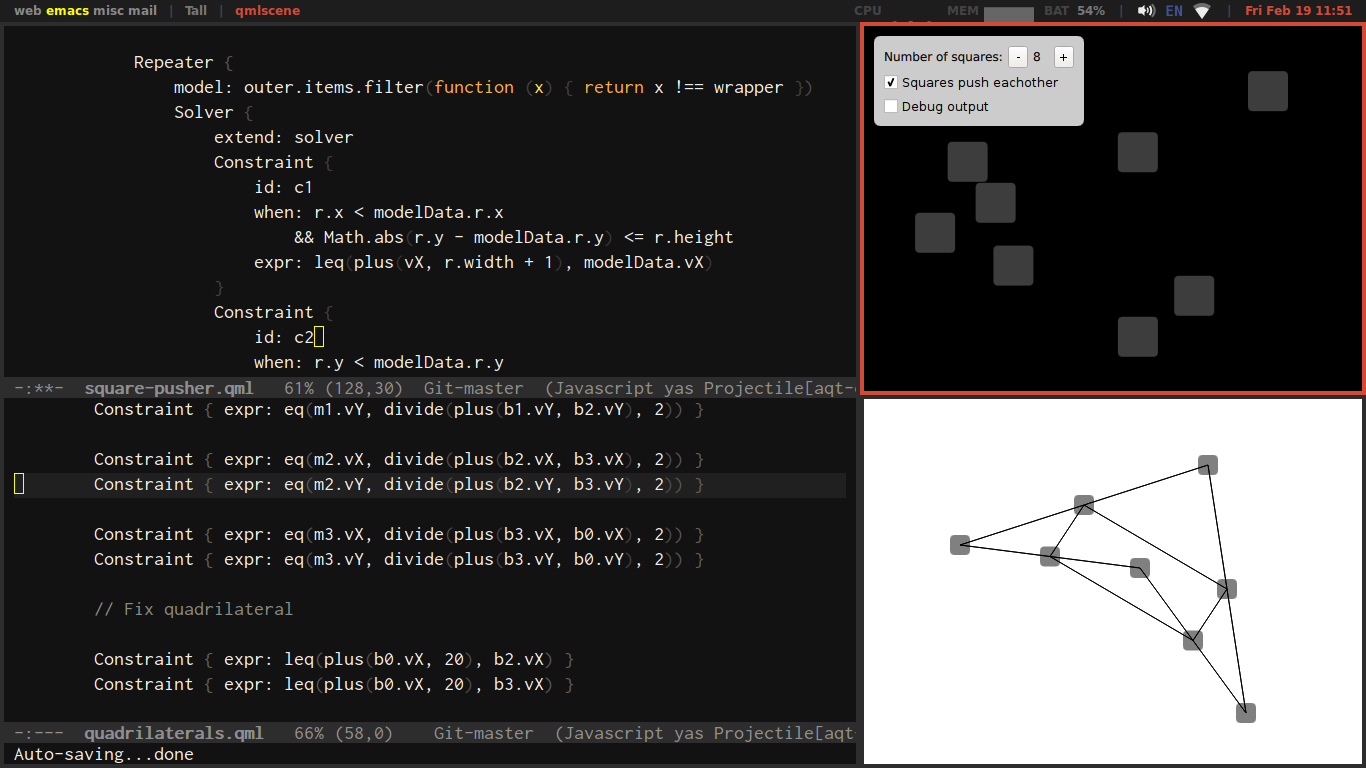 web emacs misc mail | Tall | qmlscene
CPU MEM BAT 54% | EN | Fri Feb 19 11:51
Repeater {
model: outer.items.filter(function (x) { return x !== wrapper })
Solver {
extend: solver
Constraint {
id: c1
when: r.x < modelData.r.x
&& Math.abs(r.y - modelData.r.y) <= r.height
expr: leq(plus(vX, r.width + 1), modelData.vX)
}
Constraint {
id: c2
when: r.y < modelData.r.y
-:**- square-pusher.qml 61% (128,30) Git-master (Javascript yas Projectile[aqt-
Constraint { expr: eq(m1.vY, divide(plus(b1.vY, b2.vY), 2)) }
Constraint { expr: eq(m2.vX, divide(plus(b2.vX, b3.vX), 2)) }
Constraint { expr: eq(m2.vY, divide(plus(b2.vY, b3.vY), 2)) }
Constraint { expr: eq(m3.vX, divide(plus(b3.vX, b0.vX), 2)) }
Constraint { expr: eq(m3.vY, divide(plus(b3.vY, b0.vY), 2)) }
// Fix quadrilateral
Constraint { expr: leq(plus(b0.vX, 20), b2.vX) }
Constraint { expr: leq(plus(b0.vX, 20), b3.vX) }
-:--- quadrilaterals.qml 66% (58,0) Git-master (Javascript yas Projectile[aqt-
Auto-saving...done
Number of squares: - 8 +
Squares push eachother
Debug output